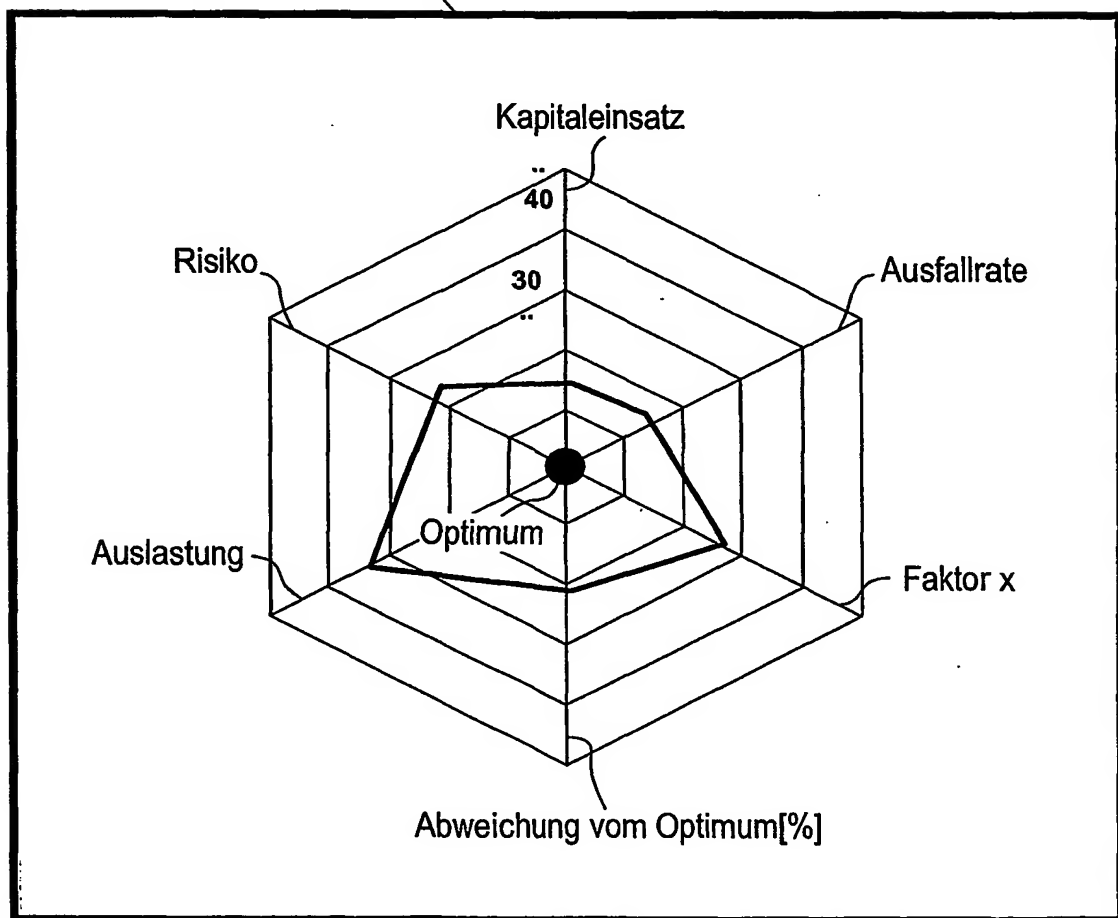 Kapitaleinsatz
..
40
Risiko
Ausfallrate
30
..
Optimum
Auslastung
Faktor x
Abweichung vom Optimum[%]